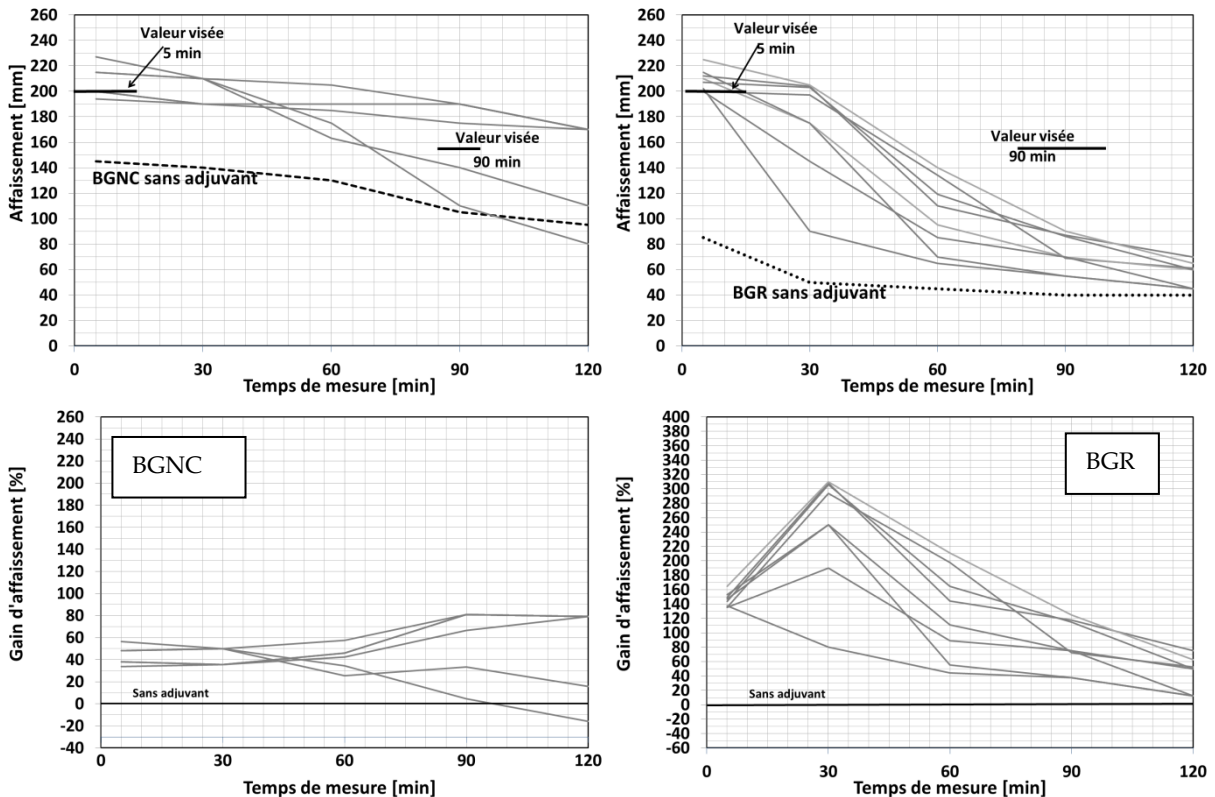 260
240
220
200
180
160
140
120
100
80
60
40
20
0
Affaissement [mm]
Valeur visée
5 min
Valeur visée
90 min
BGNC sans adjuvant
0 30 60 90 120
Temps de mesure [min]
260
240
220
200
180
160
140
120
100
80
60
40
20
0
Affaissement [mm]
Valeur visée
5 min
Valeur visée
90 min
BGR sans adjuvant
0 30 60 90 120
Temps de mesure [min]
260
240
220
200
180
160
140
120
100
80
60
40
20
0
-20
-40
Gain d'affaissement [%]
BGNC
Sans adjuvant
0 30 60 90 120
Temps de mesure [min]
400
380
360
340
320
300
280
260
240
220
200
180
160
140
120
100
80
60
40
20
0
-20
-40
-60
Gain d'affaissement [%]
BGR
Sans adjuvant
0 30 60 90 120
Temps de mesure [min]